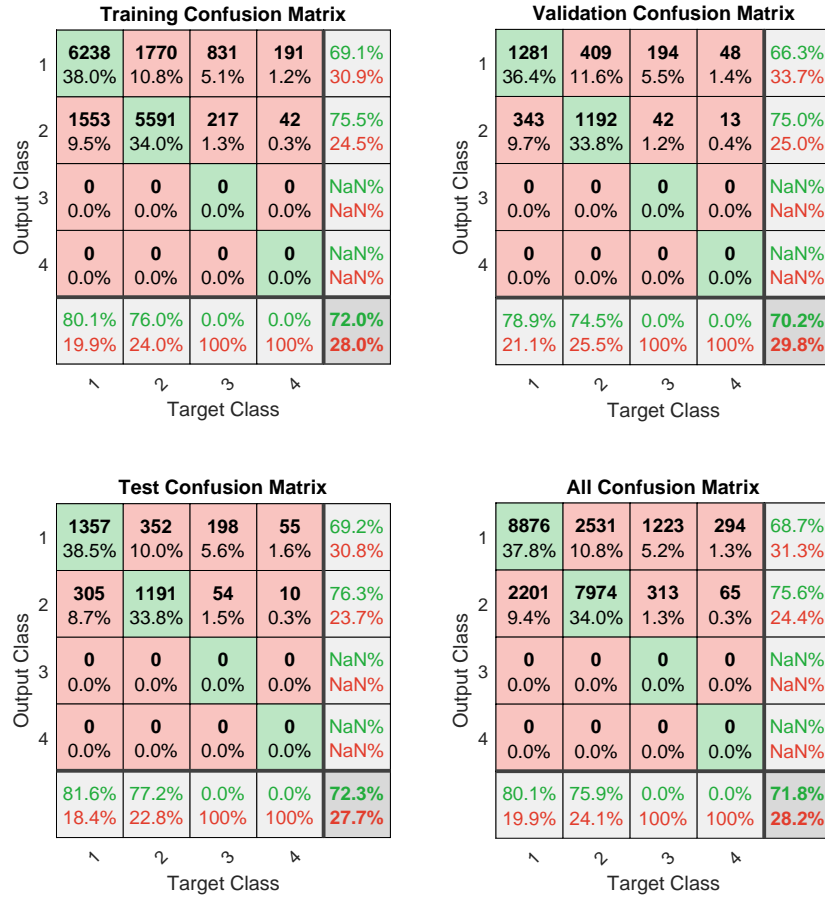 Training Confusion Matrix
6238 1770 831 191 69.1%
1 38.0% 10.8% 5.1% 1.2% 30.9%
1553 5591 217 42 75.5%
2 9.5% 34.0% 1.3% 0.3% 24.5%
0 0 0 0 NaN%
3 0.0% 0.0% 0.0% 0.0% NaN%
0 0 0 0 NaN%
4 0.0% 0.0% 0.0% 0.0% NaN%
80.1% 76.0% 0.0% 0.0% 72.0%
19.9% 24.0% 100% 100% 28.0%
1 2 3 4
Target Class
Output Class
Validation Confusion Matrix
1281 409 194 48 66.3%
1 36.4% 11.6% 5.5% 1.4% 33.7%
343 1192 42 13 75.0%
2 9.7% 33.8% 1.2% 0.4% 25.0%
0 0 0 0 NaN%
3 0.0% 0.0% 0.0% 0.0% NaN%
0 0 0 0 NaN%
4 0.0% 0.0% 0.0% 0.0% NaN%
78.9% 74.5% 0.0% 0.0% 70.2%
21.1% 25.5% 100% 100% 29.8%
1 2 3 4
Target Class
Output Class
Test Confusion Matrix
1357 352 198 55 69.2%
1 38.5% 10.0% 5.6% 1.6% 30.8%
305 1191 54 10 76.3%
2 8.7% 33.8% 1.5% 0.3% 23.7%
0 0 0 0 NaN%
3 0.0% 0.0% 0.0% 0.0% NaN%
0 0 0 0 NaN%
4 0.0% 0.0% 0.0% 0.0% NaN%
81.6% 77.2% 0.0% 0.0% 72.3%
18.4% 22.8% 100% 100% 27.7%
1 2 3 4
Target Class
Output Class
All Confusion Matrix
8876 2531 1223 294 68.7%
1 37.8% 10.8% 5.2% 1.3% 31.3%
2201 7974 313 65 75.6%
2 9.4% 34.0% 1.3% 0.3% 24.4%
0 0 0 0 NaN%
3 0.0% 0.0% 0.0% 0.0% NaN%
0 0 0 0 NaN%
4 0.0% 0.0% 0.0% 0.0% NaN%
80.1% 75.9% 0.0% 0.0% 71.8%
19.9% 24.1% 100% 100% 28.2%
1 2 3 4
Target Class
Output Class